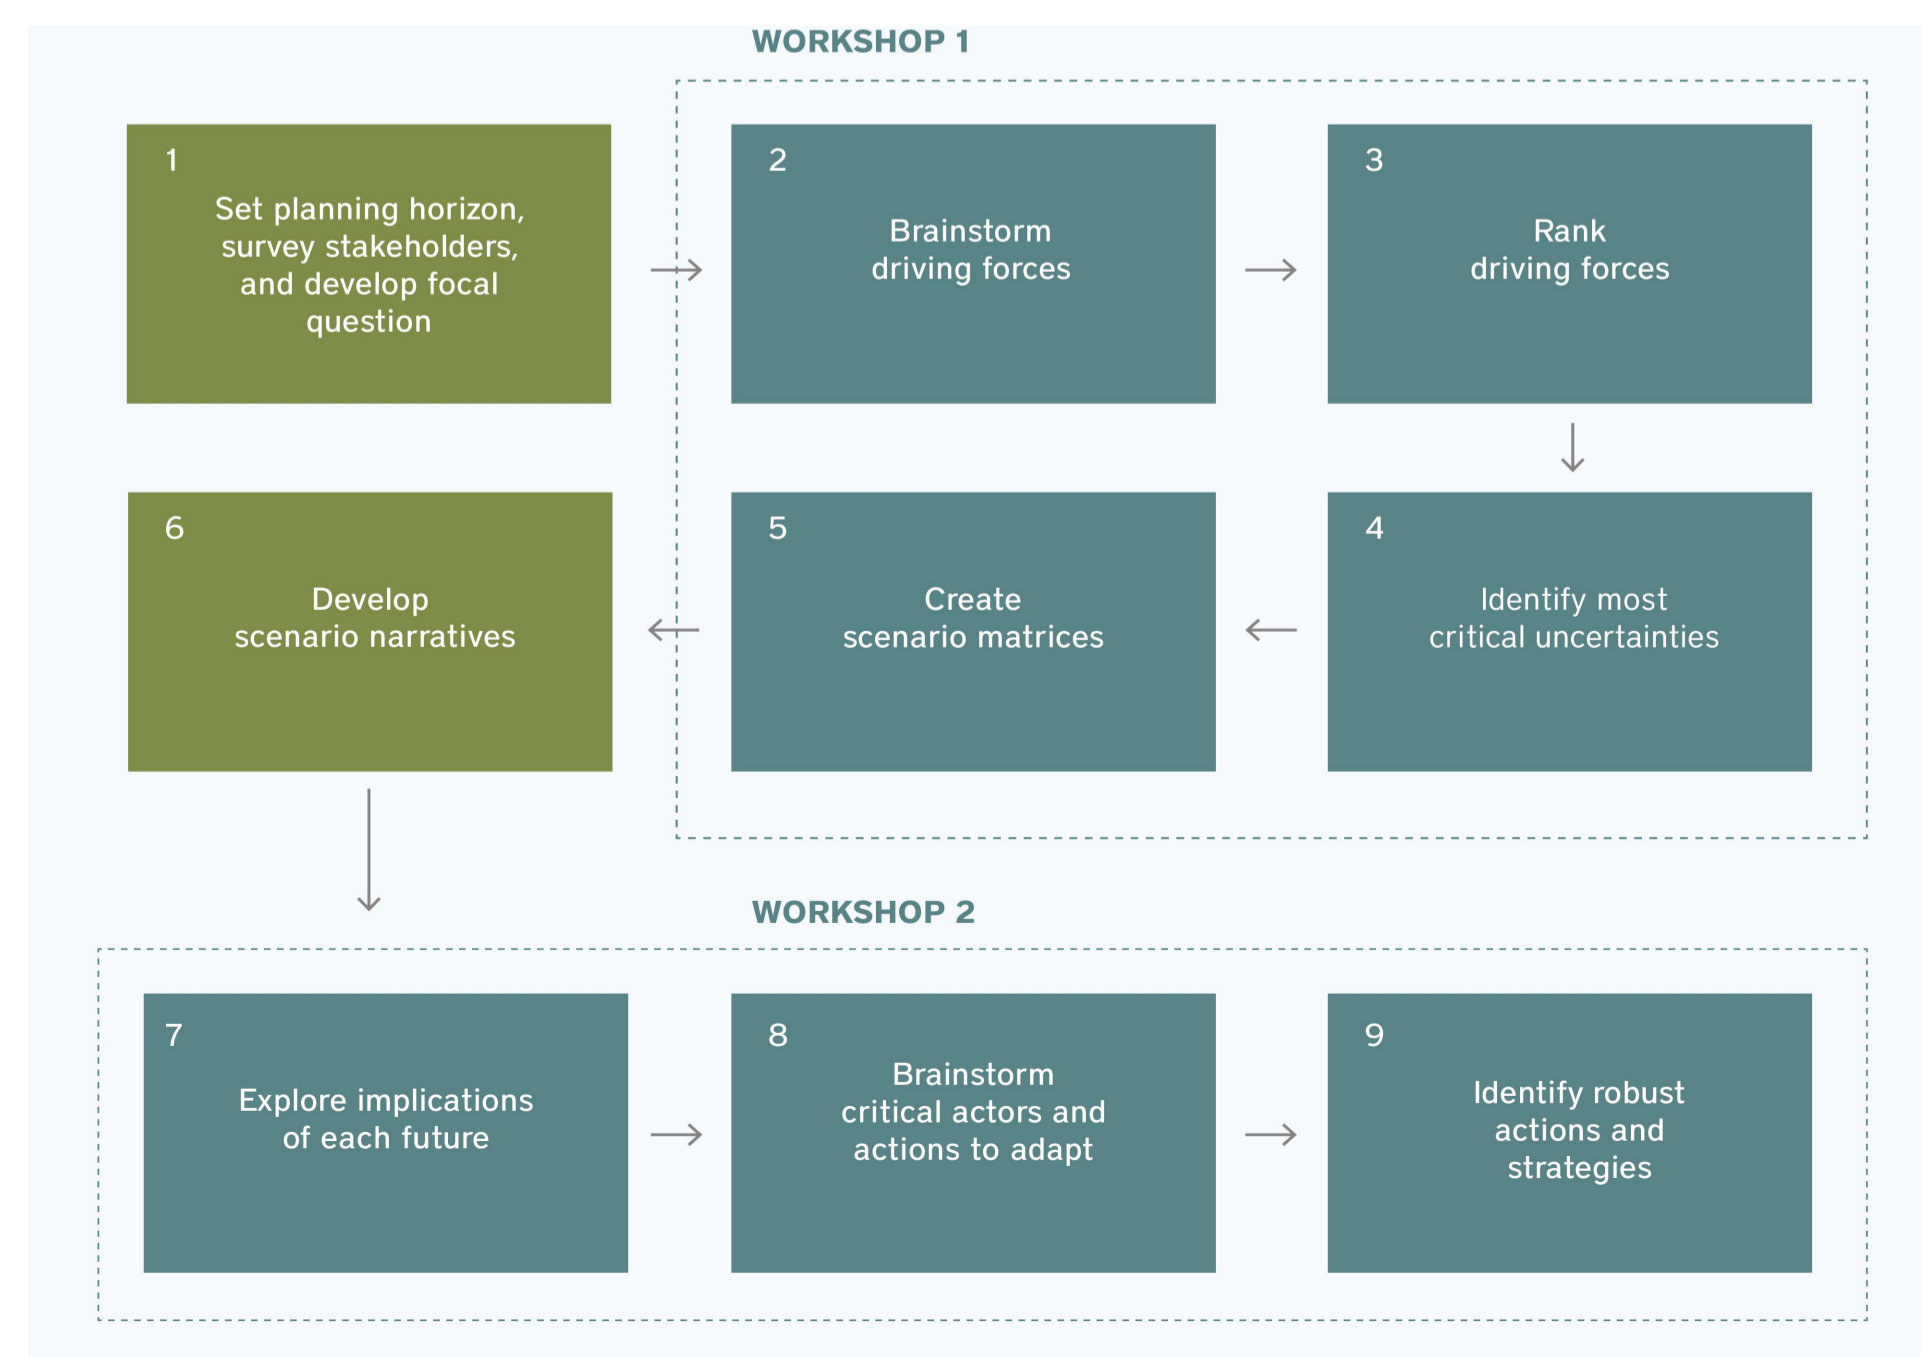 WORKSHOP 1
1
Set planning horizon,
survey stakeholders,
and develop focal
question
2
Brainstorm
driving forces
3
Rank
driving forces
4
Identify most
critical uncertainties
5
Create
scenario matrices
6
Develop
scenario narratives
WORKSHOP 2
7
Explore implications
of each future
8
Brainstorm
critical actors and
actions to adapt
9
Identify robust
actions and
strategies